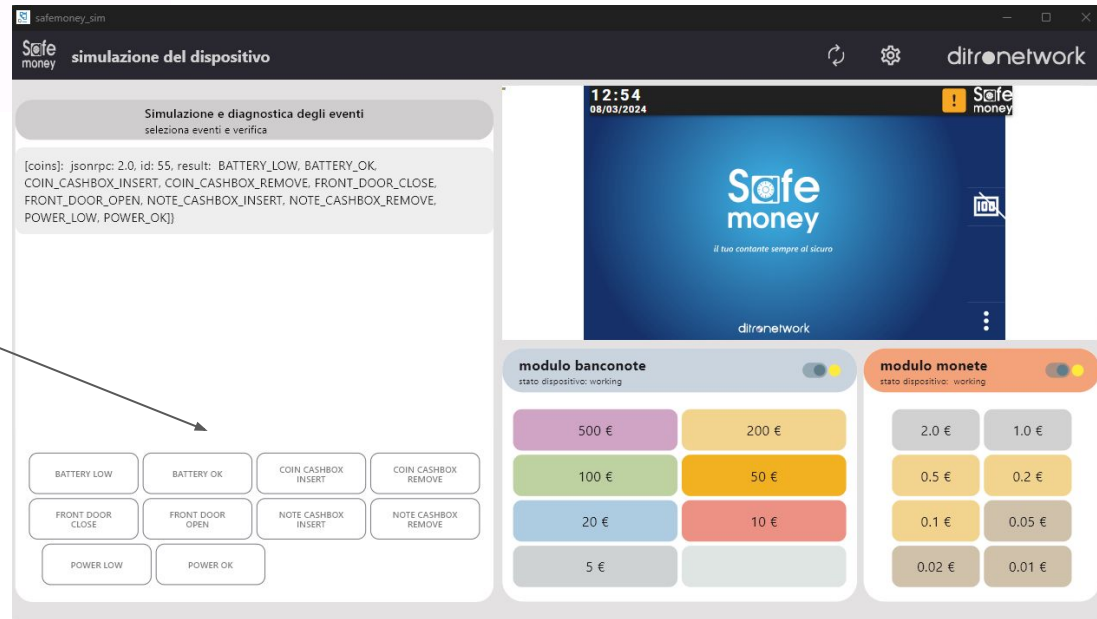 safemoney_sim
Safe
money
simulazione del dispositivo
ditronetwork
Simulazione e diagnostica degli eventi
seleziona eventi e verifica
[coins]: jsonrpc: 2.0, id: 55, result: BATTERY_LOW, BATTERY_OK,
COIN_CASHBOX_INSERT, COIN_CASHBOX_REMOVE, FRONT_DOOR_CLOSE,
FRONT_DOOR_OPEN, NOTE_CASHBOX_INSERT, NOTE_CASHBOX_REMOVE,
POWER_LOW, POWER_OK]}
BATTERY LOW
BATTERY OK
COIN CASHBOX
INSERT
COIN CASHBOX
REMOVE
FRONT DOOR
CLOSE
FRONT DOOR
OPEN
NOTE CASHBOX
INSERT
NOTE CASHBOX
REMOVE
POWER LOW
POWER OK
12:54
08/03/2024
!
Safe
money
Safe
money
il tuo contante sempre al sicuro
ditronetwork
modulo banconote
stato dispositivo: working
500 €
200 €
100 €
50 €
20 €
10 €
5 €
modulo monete
stato dispositivo: working
2.0 €
1.0 €
0.5 €
0.2 €
0.1 €
0.05 €
0.02 €
0.01 €